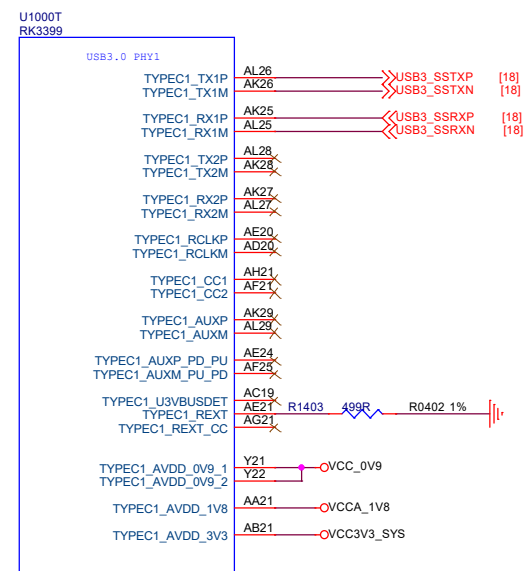 U1000T
RK3399
USB3.0 PHY1
TYPEC1_TX1P AL26 USB3_SSTXP [18]
TYPEC1_TX1M AK26 USB3_SSTXN [18]
TYPEC1_RX1P AK25 USB3_SSRXP [18]
TYPEC1_RX1M AL25 USB3_SSRXN [18]
TYPEC1_TX2P AL28
TYPEC1_TX2M AK28
TYPEC1_RX2P AK27
TYPEC1_RX2M AL27
TYPEC1_RCLKP AE20
TYPEC1_RCLKM AD20
TYPEC1_CC1 AH21
TYPEC1_CC2 AF21
TYPEC1_AUXP AK29
TYPEC1_AUXM AL29
TYPEC1_AUXP_PD_PU AE24
TYPEC1_AUXM_PU_PD AF25
TYPEC1_U3VBUSDET AC19
TYPEC1_REXT AE21 R1403 499R R0402 1%
TYPEC1_REXT_CC AG21
TYPEC1_AVDD_0V9_1 Y21 VCC_0V9
TYPEC1_AVDD_0V9_2 Y22
TYPEC1_AVDD_1V8 AA21 VCCA_1V8
TYPEC1_AVDD_3V3 AB21 VCC3V3_SYS